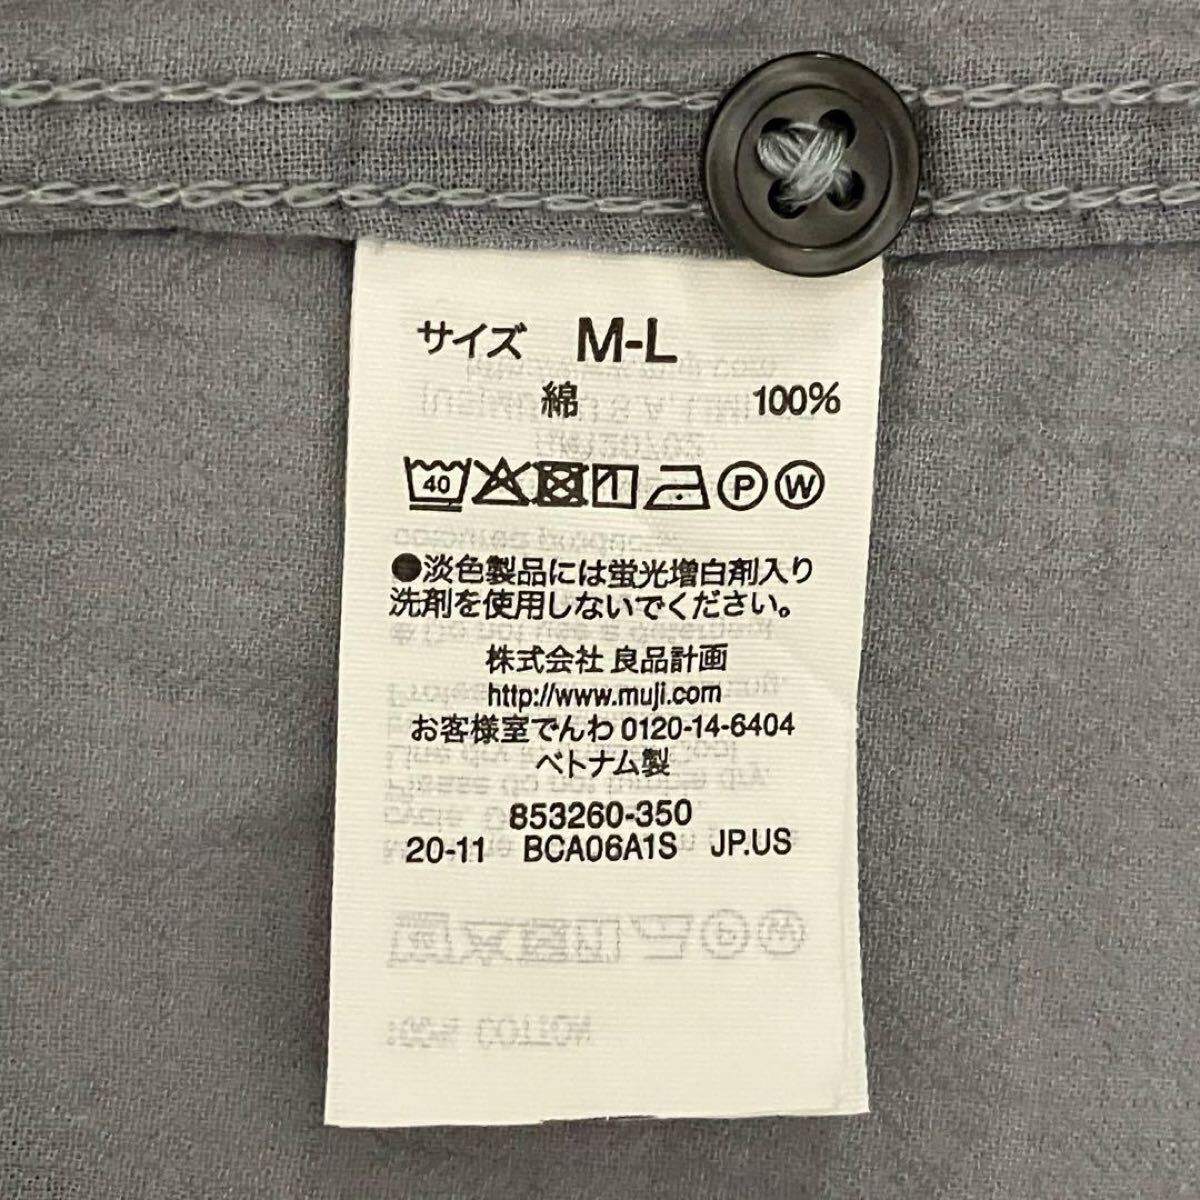 サイズ M-L
綿 100%
40 P W
●淡色製品には蛍光増白剤入り
洗剤を使用しないでください。
株式会社 良品計画
http://www.muji.com
お客様室でんわ 0120-14-6404
ベトナム製
853260-350
20-11 BCA06A1S JP.US
100% COTTON